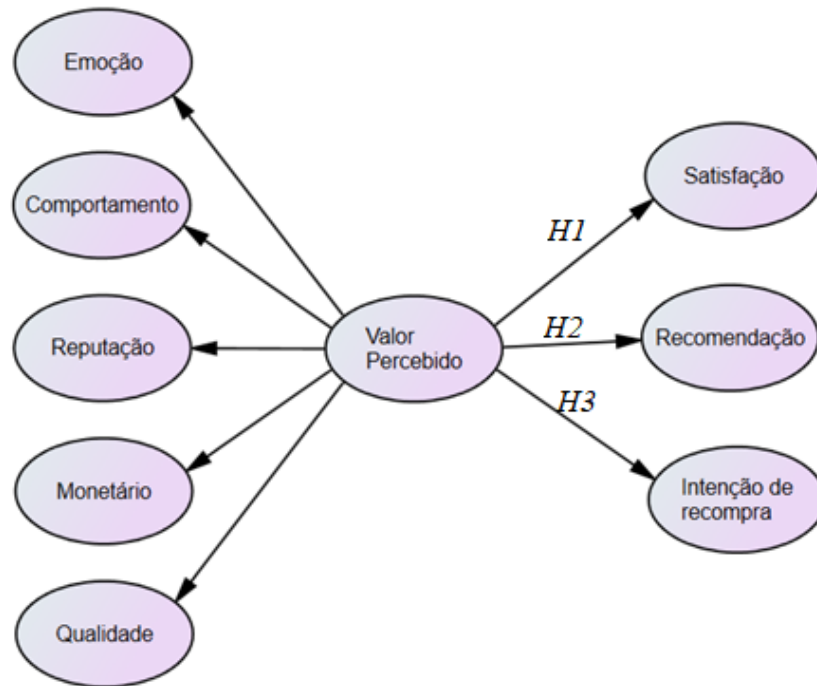 Emoção
Comportamento
Reputação
Monetário
Qualidade
Valor
Percebido
H1
H2
H3
Satisfação
Recomendação
Intenção de
recompra